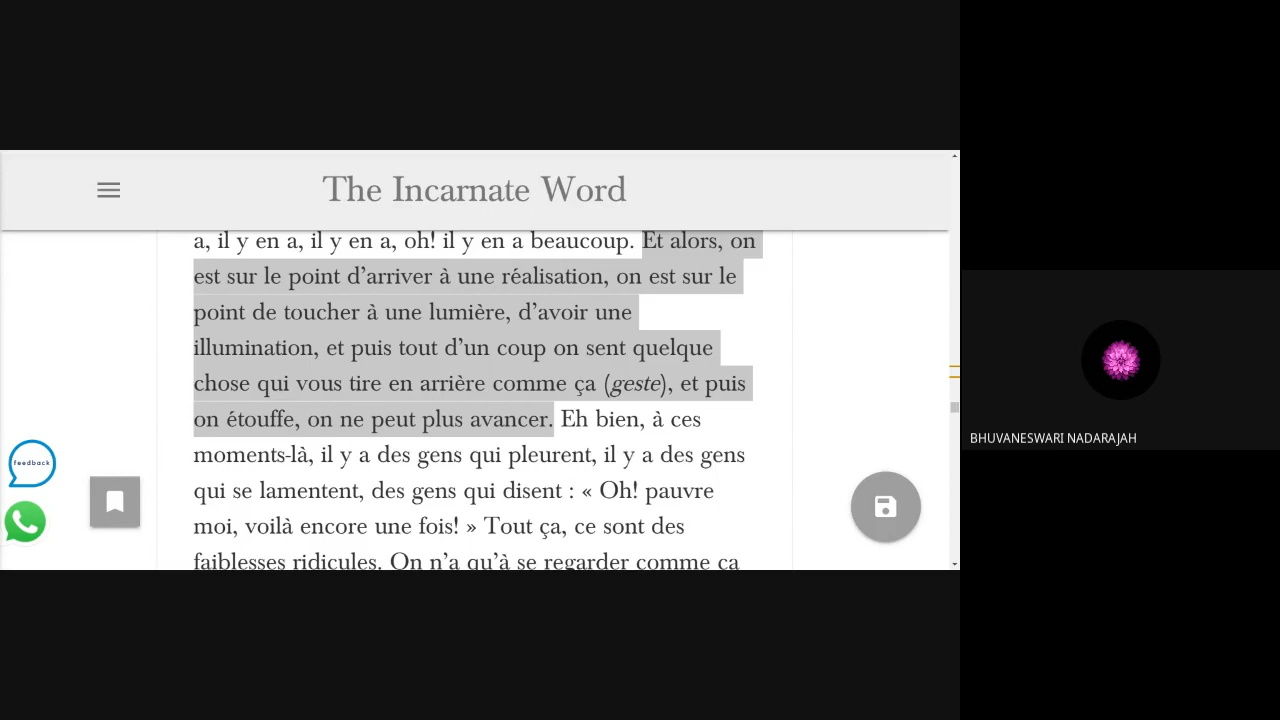 The Incarnate Word
a, il y en a, il y en a, oh! il y en a beaucoup. Et alors, on
est sur le point d’arriver à une réalisation, on est sur le
point de toucher à une lumière, d’avoir une
illumination, et puis tout d’un coup on sent quelque
chose qui vous tire en arrière comme ça (geste), et puis
on étouffe, on ne peut plus avancer. Eh bien, à ces
moments-là, il y a des gens qui pleurent, il y a des gens
qui se lamentent, des gens qui disent : « Oh! pauvre
moi, voilà encore une fois! » Tout ça, ce sont des
faiblesses ridicules. On n’a qu’à se regarder comme ça
feedback
BHUVANESWARI NADARAJAH